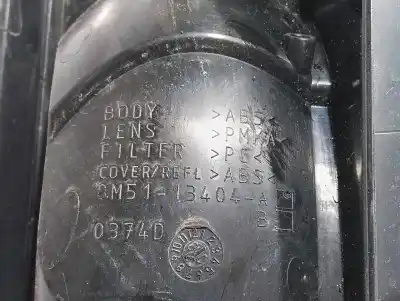 BODY >ABS<
LENS >PMMA
FILTER >PS<
COVER/REFL >ABS<
8M51-13404-A
B
0374D